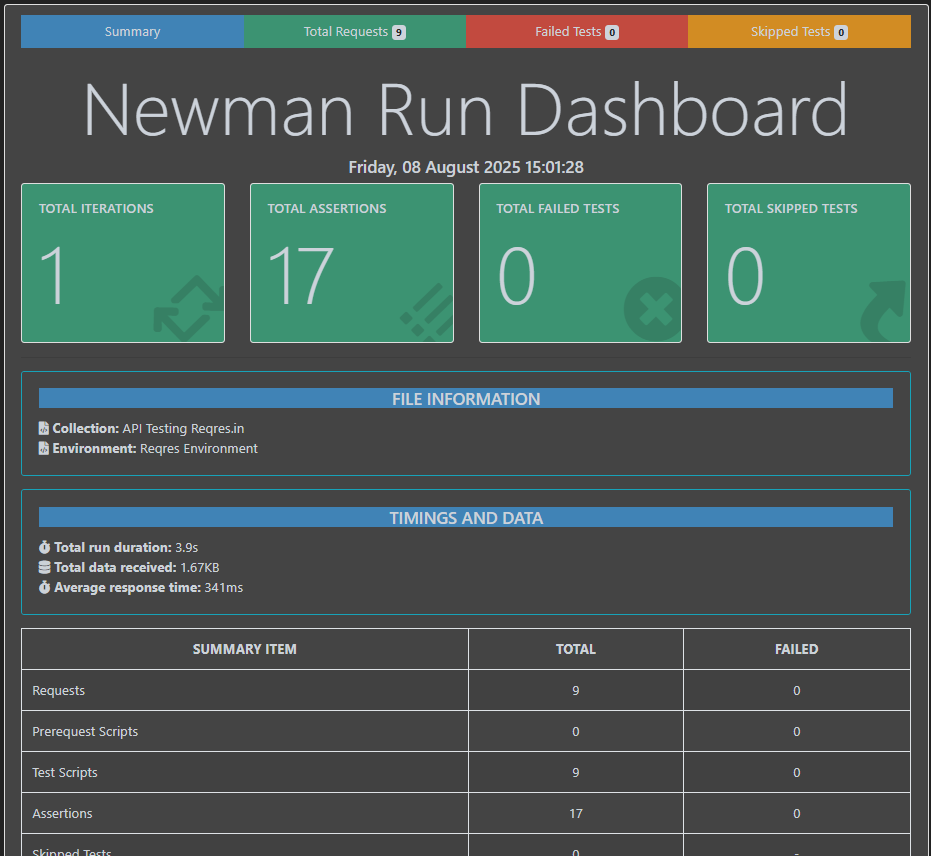 Summary
Total Requests 9
Failed Tests 0
Skipped Tests 0
Newman Run Dashboard
Friday, 08 August 2025 15:01:28
TOTAL ITERATIONS
1
TOTAL ASSERTIONS
17
TOTAL FAILED TESTS
0
TOTAL SKIPPED TESTS
0
FILE INFORMATION
Collection: API Testing Reqres.in
Environment: Reqres Environment
TIMINGS AND DATA
Total run duration: 3.9s
Total data received: 1.67KB
Average response time: 341ms
SUMMARY ITEM TOTAL FAILED
Requests 9 0
Prerequest Scripts 0 0
Test Scripts 9 0
Assertions 17 0
Skipped Tests 0 -